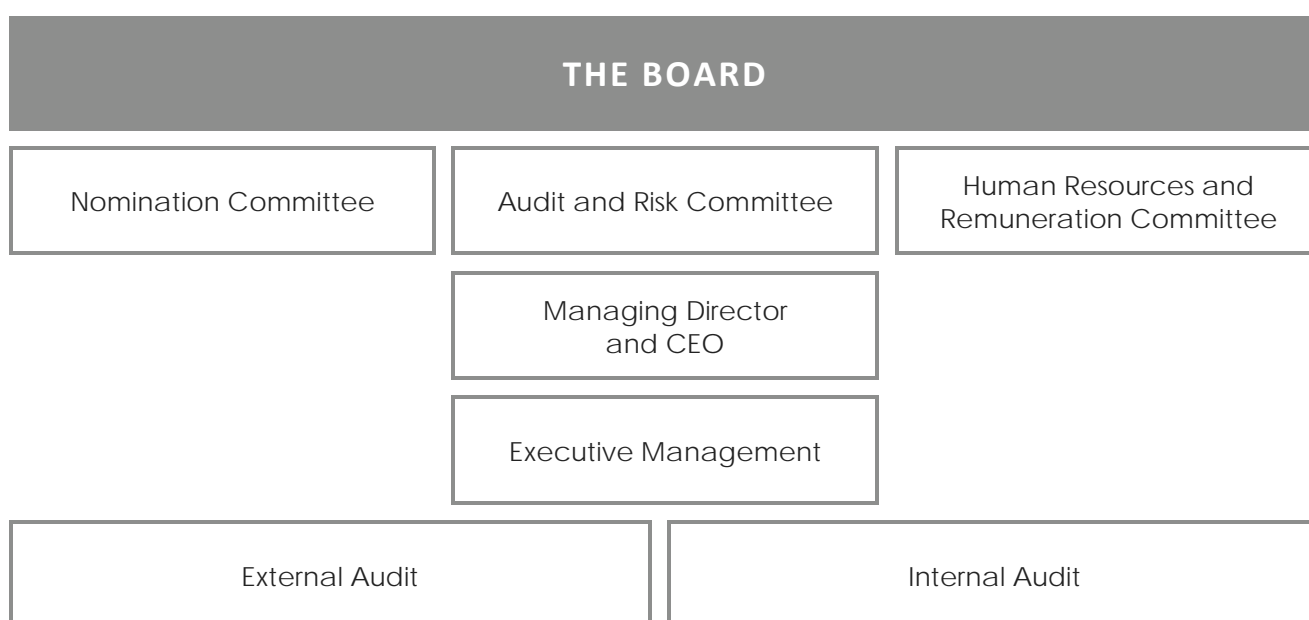 THE BOARD
Nomination Committee
Audit and Risk Committee
Human Resources and
Remuneration Committee
Managing Director
and CEO
Executive Management
External Audit
Internal Audit